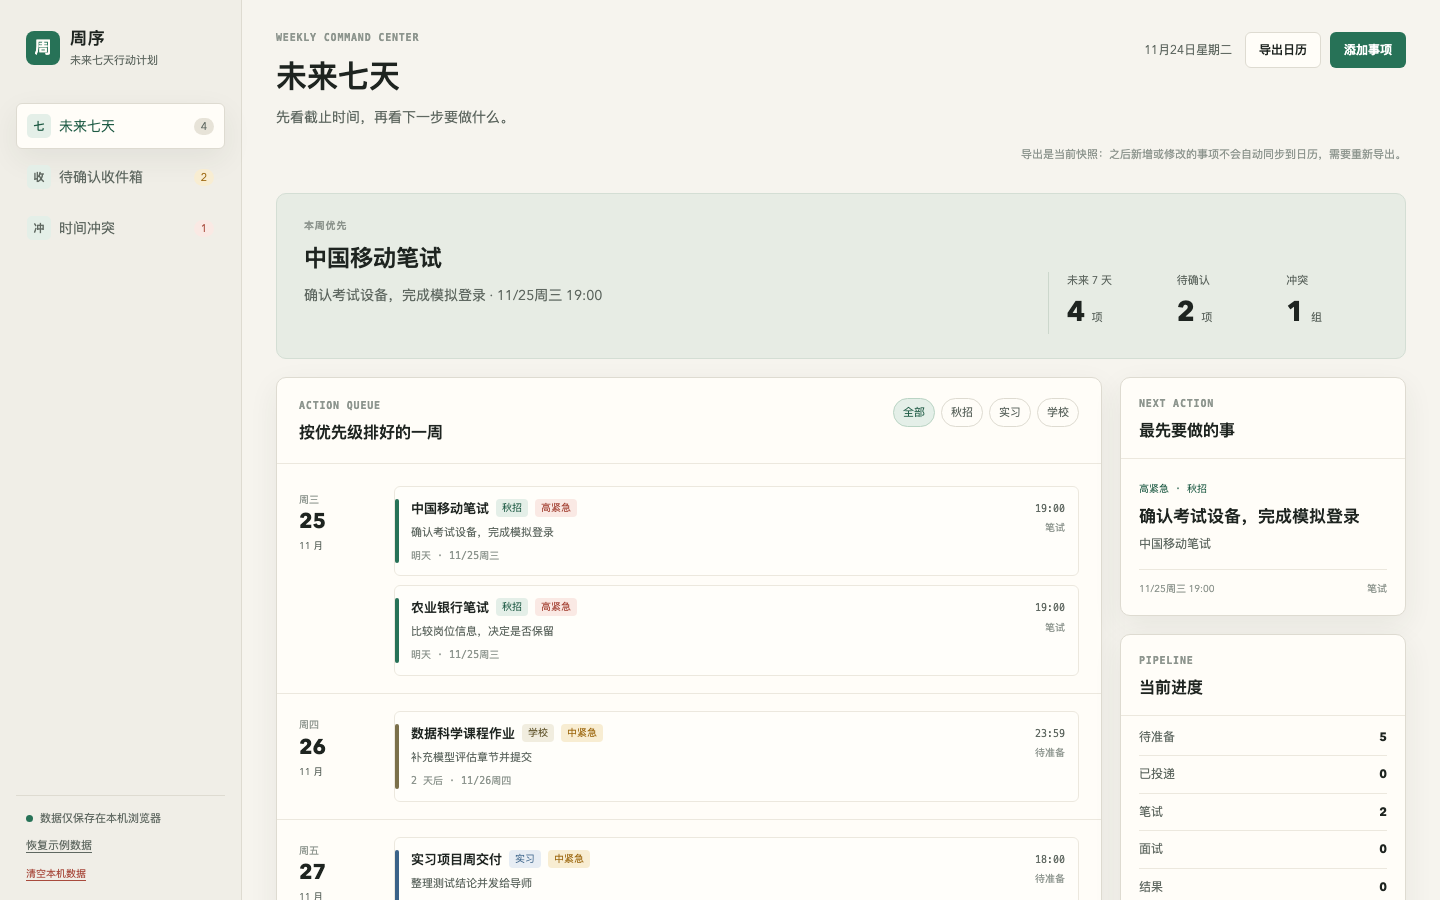 周
周序
未来七天行动计划
七 未来七天 4
收 待确认收件箱 2
冲 时间冲突 1
数据仅保存在本机浏览器
恢复示例数据
清空本机数据
WEEKLY COMMAND CENTER
未来七天
先看截止时间，再看下一步要做什么。
11月24日星期二
导出日历
添加事项
导出是当前快照：之后新增或修改的事项不会自动同步到日历，需要重新导出。
本周优先
中国移动笔试
确认考试设备，完成模拟登录 · 11/25周三 19:00
未来 7 天
4 项
待确认
2 项
冲突
1 组
ACTION QUEUE
按优先级排好的一周
全部 秋招 实习 学校
周三
25
11 月
中国移动笔试 秋招 高紧急
确认考试设备，完成模拟登录
明天 · 11/25周三
19:00
笔试
农业银行笔试 秋招 高紧急
比较岗位信息，决定是否保留
明天 · 11/25周三
19:00
笔试
周四
26
11 月
数据科学课程作业 学校 中紧急
补充模型评估章节并提交
2 天后 · 11/26周四
23:59
待准备
周五
27
11 月
实习项目周交付 实习 中紧急
整理测试结论并发给导师
18:00
待准备
NEXT ACTION
最先要做的事
高紧急 · 秋招
确认考试设备，完成模拟登录
中国移动笔试
11/25周三 19:00 笔试
PIPELINE
当前进度
待准备 5
已投递 0
笔试 2
面试 0
结果 0